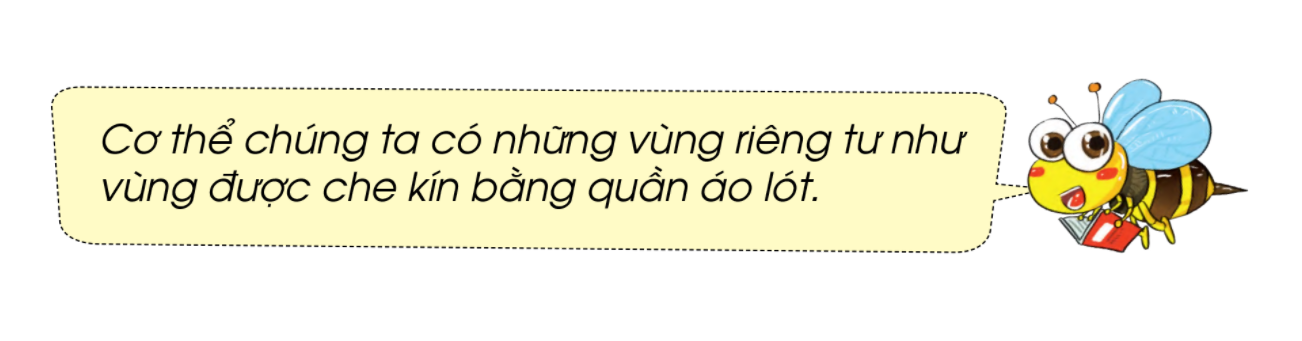 Cơ thể chúng ta có những vùng riêng tư như
vùng được che kín bằng quần áo lót.